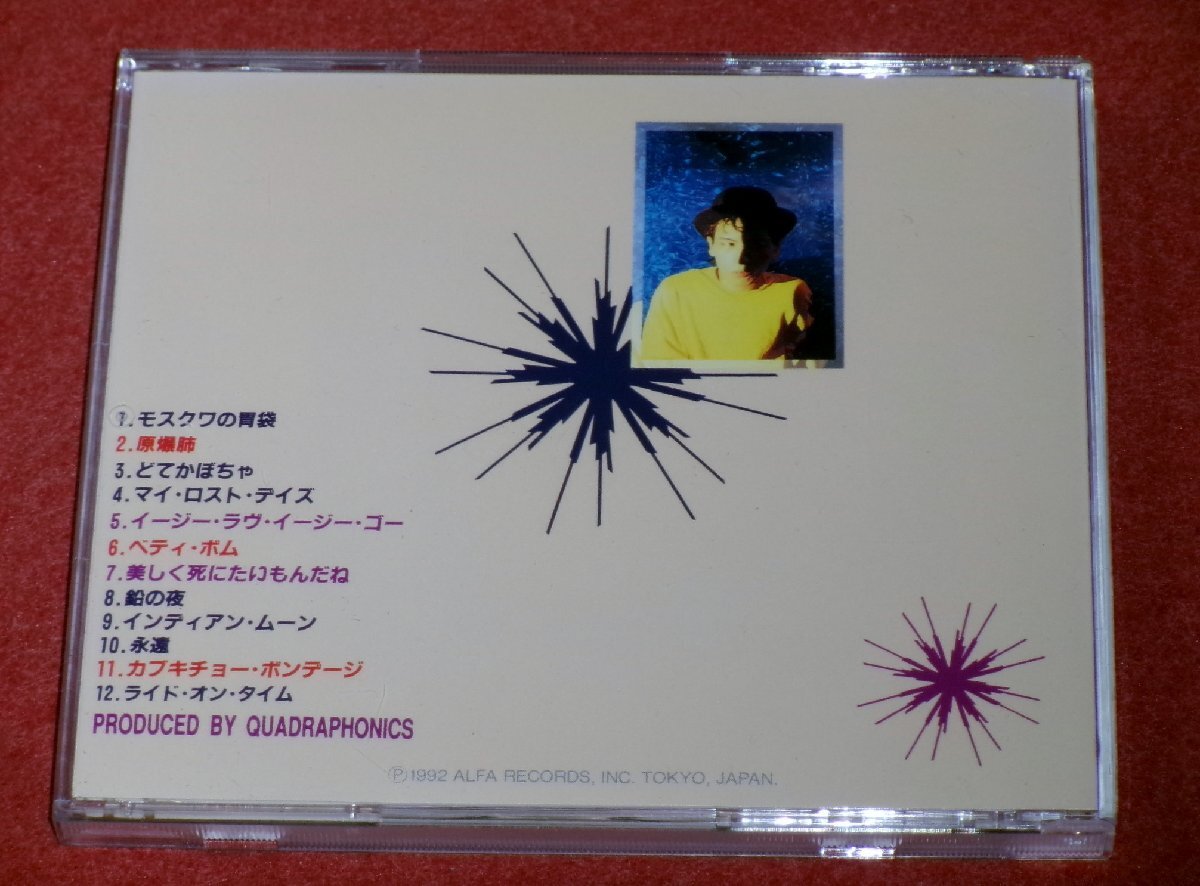 1.モスクワの胃袋
2.原爆肺
3.どてかぼちゃ
4.マイ・ロスト・デイズ
5.イージー・ラヴ・イージー・ゴー
6.ベティ・ボム
7.美しく死にたいもんだね
8.鉛の夜
9.インディアン・ムーン
10.永遠
11.カブキチョー・ボンデージ
12.ライド・オン・タイム
PRODUCED BY QUADRAPHONICS
Ⓟ1992 ALFA RECORDS, INC. TOKYO, JAPAN.